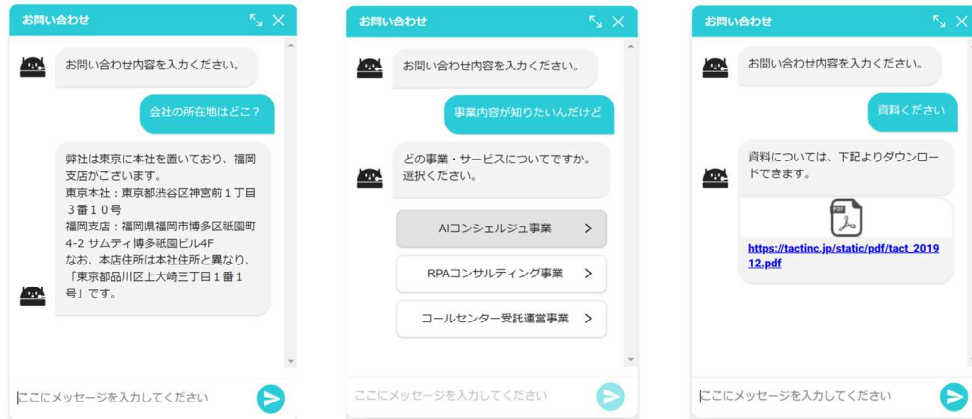 お問い合わせ
お問い合わせ内容を入力ください。
会社の所在地はどこ？
弊社は東京に本社を置いており、福岡
支店がございます。
東京本社：東京都渋谷区神宮前１丁目
３番１０号
福岡支店：福岡県福岡市博多区祇園町
4-2 サムティ博多祇園ビル4F
なお、本店住所は本社住所と異なり、
「東京都品川区上大崎三丁目１番１
号」です。
ここにメッセージを入力してください
お問い合わせ
お問い合わせ内容を入力ください。
事業内容が知りたいんだけど
どの事業・サービスについてですか。
選択ください。
AIコンシェルジュ事業
RPAコンサルティング事業
コールセンター受託運営事業
ここにメッセージを入力してください
お問い合わせ
お問い合わせ内容を入力ください。
資料ください
資料については、下記よりダウンロー
ドできます。
PDF
https://tactinc.jp/static/pdf/tact_2019
12.pdf
ここにメッセージを入力してください